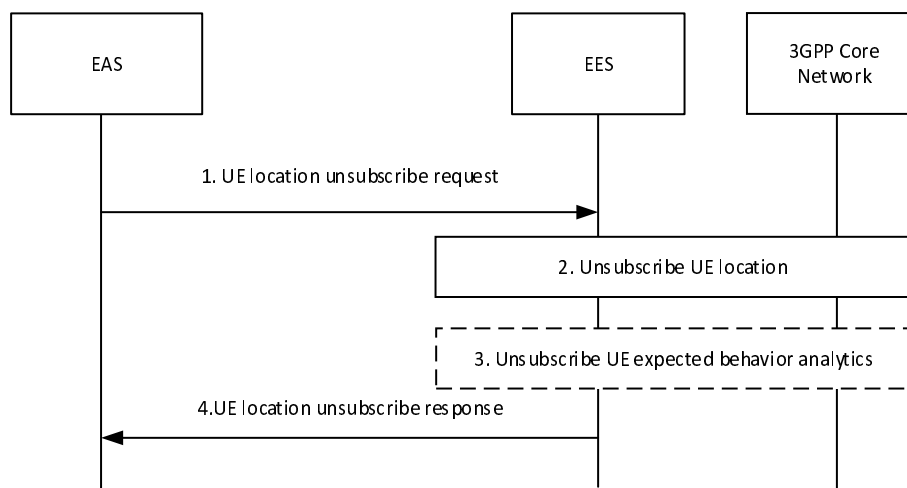 EAS
EES
3GPP Core
Network
1. UE location unsubscribe request
2. Unsubscribe UE location
3. Unsubscribe UE expected behavior analytics
4.UE location unsubscribe response